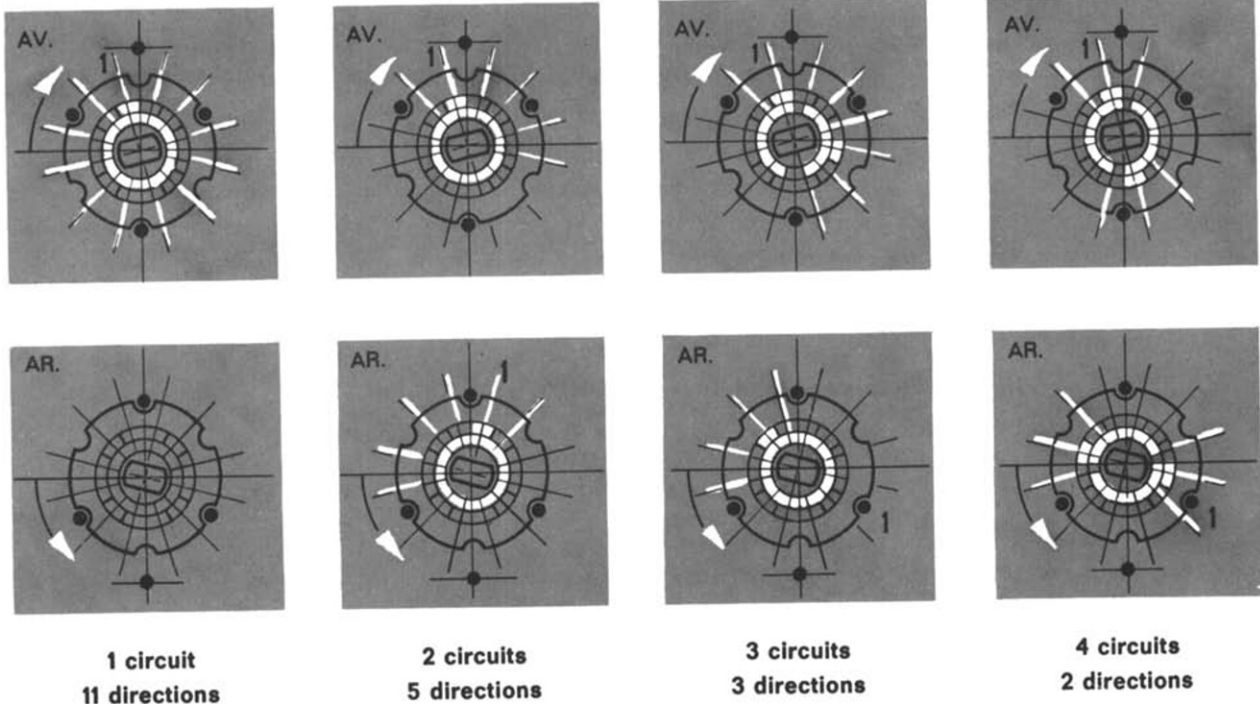 AV.
1
AV.
1
AV.
1
AV.
1
AR.
AR.
1
AR.
1
AR.
1
1 circuit
11 directions
2 circuits
5 directions
3 circuits
3 directions
4 circuits
2 directions